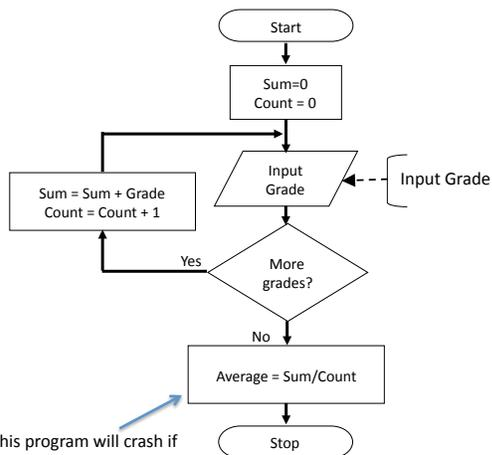 Start
Sum=0
Count = 0
Input
Grade
Input Grade
Sum = Sum + Grade
Count = Count + 1
Yes
More
grades?
No
Average = Sum/Count
his program will crash if
Stop